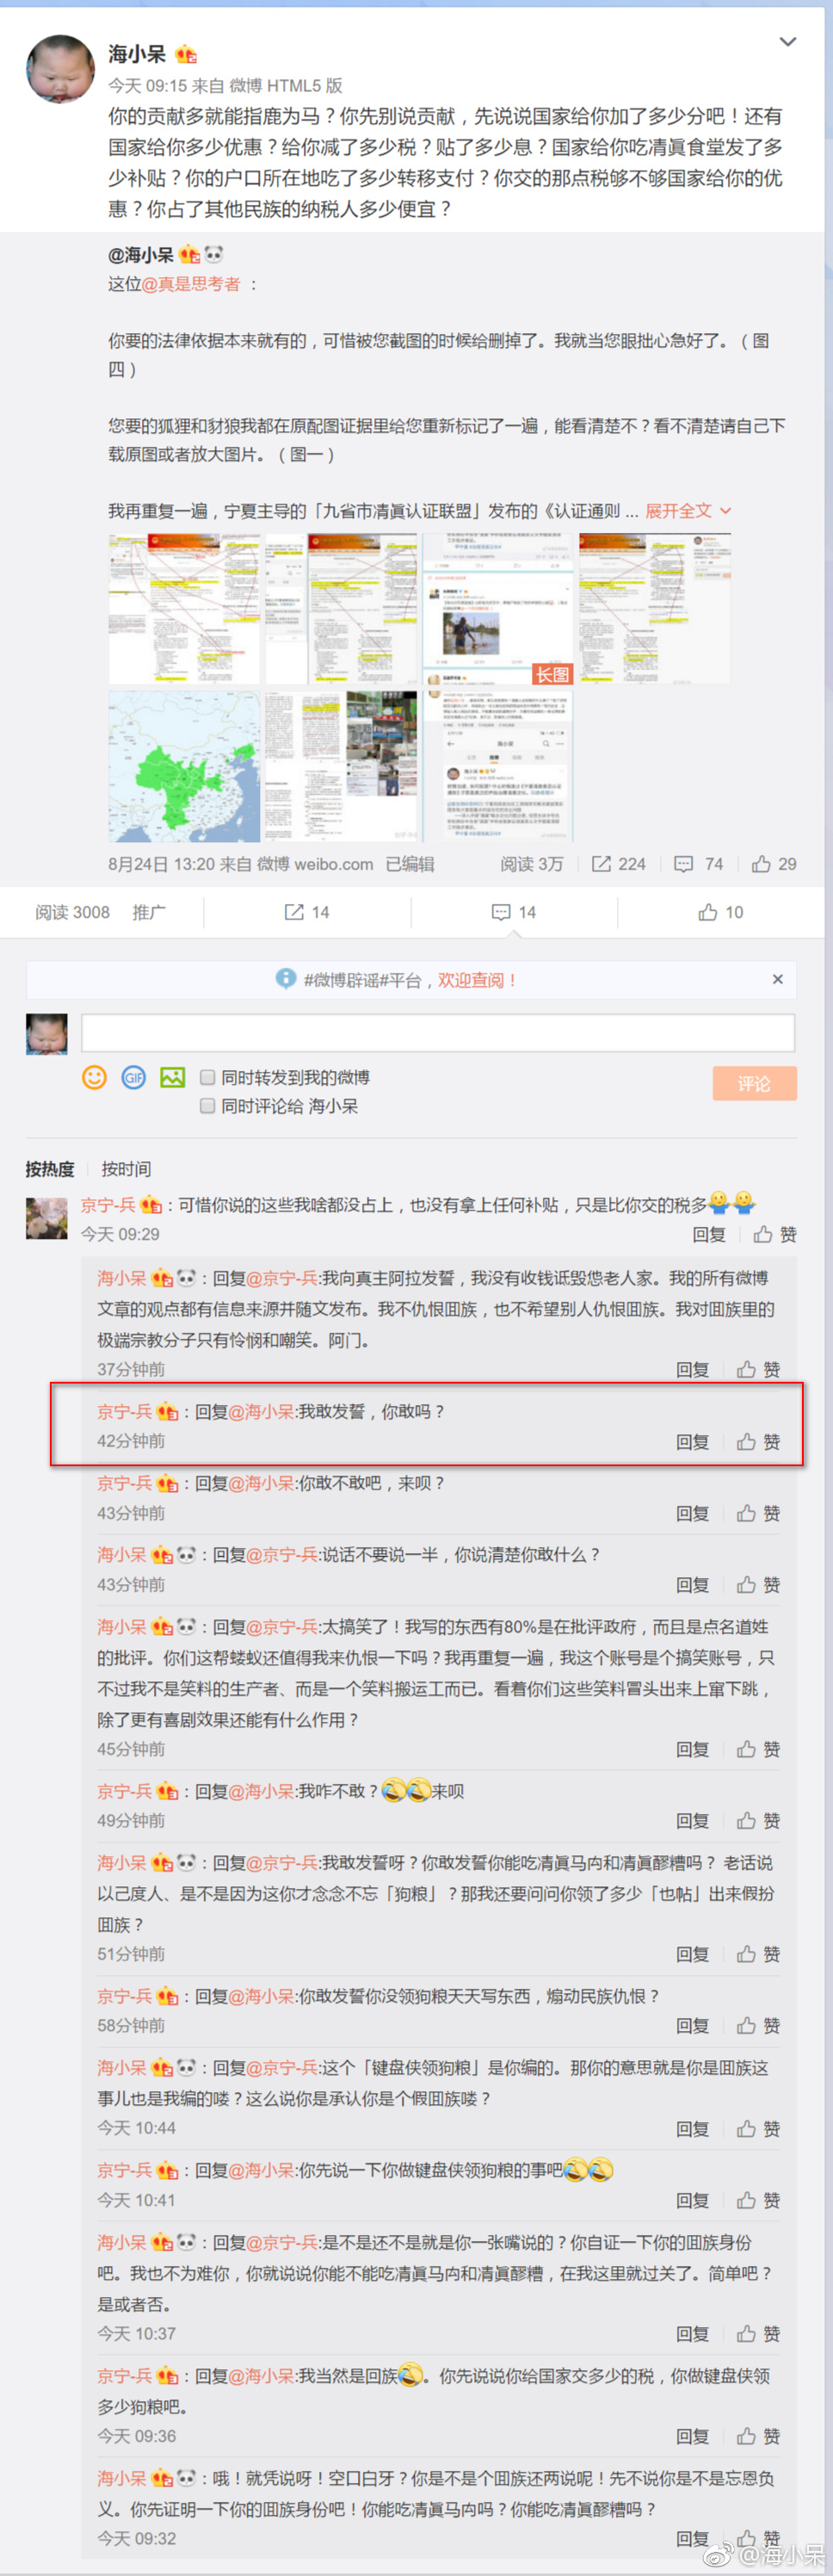 海小呆
今天 09:15 来自 微博 HTML5 版
你的贡献多就能指鹿为马？你先别说贡献，先说说国家给你加了多少分吧！还有
国家给你多少优惠？给你减了多少税？贴了多少息？国家给你吃凊眞食堂发了多
少补贴？你的户口所在地吃了多少转移支付？你交的那点税够不够国家给你的优
惠？你占了其他民族的纳税人多少便宜？
@海小呆
这位@真是思考者 ：
你要的法律依据本来就有的，可惜被您截图的时候给删掉了。我就当您眼拙心急好了。（图
四）
您要的狐狸和豺狼我都在原配图证据里给您重新标记了一遍，能看清楚不？看不清楚请自己下
载原图或者放大图片。（图一）
我再重复一遍，宁夏主导的「九省市凊眞认证联盟」发布的《认证通则 ... 展开全文
长图
8月24日 13:20 来自 微博 weibo.com 已编辑 阅读 3万 224 74 29
阅读 3008 推广 14 14 10
#微博辟谣#平台，欢迎查阅！ ×
GIF 同时转发到我的微博 评论
同时评论给 海小呆
按热度 按时间
京宁-兵：可惜你说的这些我啥都没占上，也没有拿上任何补贴，只是比你交的税多
今天 09:29 回复 赞
海小呆：回复@京宁-兵:我向真主阿拉发誓，我没有收钱诋毁您老人家。我的所有微博
文章的观点都有信息来源并随文发布。我不仇恨囬族，也不希望别人仇恨囬族。我对囬族里的
极端宗教分子只有怜悯和嘲笑。阿门。
37分钟前 回复 赞
京宁-兵：回复@海小呆:我敢发誓，你敢吗？
42分钟前 回复 赞
京宁-兵：回复@海小呆:你敢不敢吧，来呗？
43分钟前 回复 赞
海小呆：回复@京宁-兵:说话不要说一半，你说清楚你敢什么？
43分钟前 回复 赞
海小呆：回复@京宁-兵:太搞笑了！我写的东西有80%是在批评政府，而且是点名道姓
的批评。你们这帮蝼蚁还值得我来仇恨一下吗？我再重复一遍，我这个账号是个搞笑账号，只
不过我不是笑料的生产者、而是一个笑料搬运工而已。看着你们这些笑料冒头出来上窜下跳，
除了更有喜剧效果还能有什么作用？
45分钟前 回复 赞
京宁-兵：回复@海小呆:我咋不敢？来呗
49分钟前 回复 赞
海小呆：回复@京宁-兵:我敢发誓呀？你敢发誓你能吃凊眞马禸和凊眞醪糟吗？ 老话说
以己度人、是不是因为这你才念念不忘「狗粮」？那我还要问问你领了多少「也帖」出来假扮
囬族？
51分钟前 回复 赞
京宁-兵：回复@海小呆:你敢发誓你没领狗粮天天写东西，煽动民族仇恨？
58分钟前 回复 赞
海小呆：回复@京宁-兵:这个「键盘侠领狗粮」是你编的。那你的意思就是你是囬族这
事儿也是我编的喽？这么说你是承认你是个假囬族喽？
今天 10:44 回复 赞
京宁-兵：回复@海小呆:你先说一下你做键盘侠领狗粮的事吧
今天 10:41 回复 赞
海小呆：回复@京宁-兵:是不是还不是就是你一张嘴说的？你自证一下你的囬族身份
吧。我也不为难你，你就说说你能不能吃凊眞马禸和凊眞醪糟，在我这里就过关了。简单吧？
是或者否。
今天 10:37 回复 赞
京宁-兵：回复@海小呆:我当然是回族。你先说说你给国家交多少的税，你做键盘侠领
多少狗粮吧。
今天 09:36 回复 赞
海小呆：哦！就凭说呀！空口白牙？你是不是个囬族还两说呢！先不说你是不是忘恩负
义。你先证明一下你的囬族身份吧！你能吃凊眞马禸吗？你能吃凊眞醪糟吗？
今天 09:32 回复 赞
@海小呆